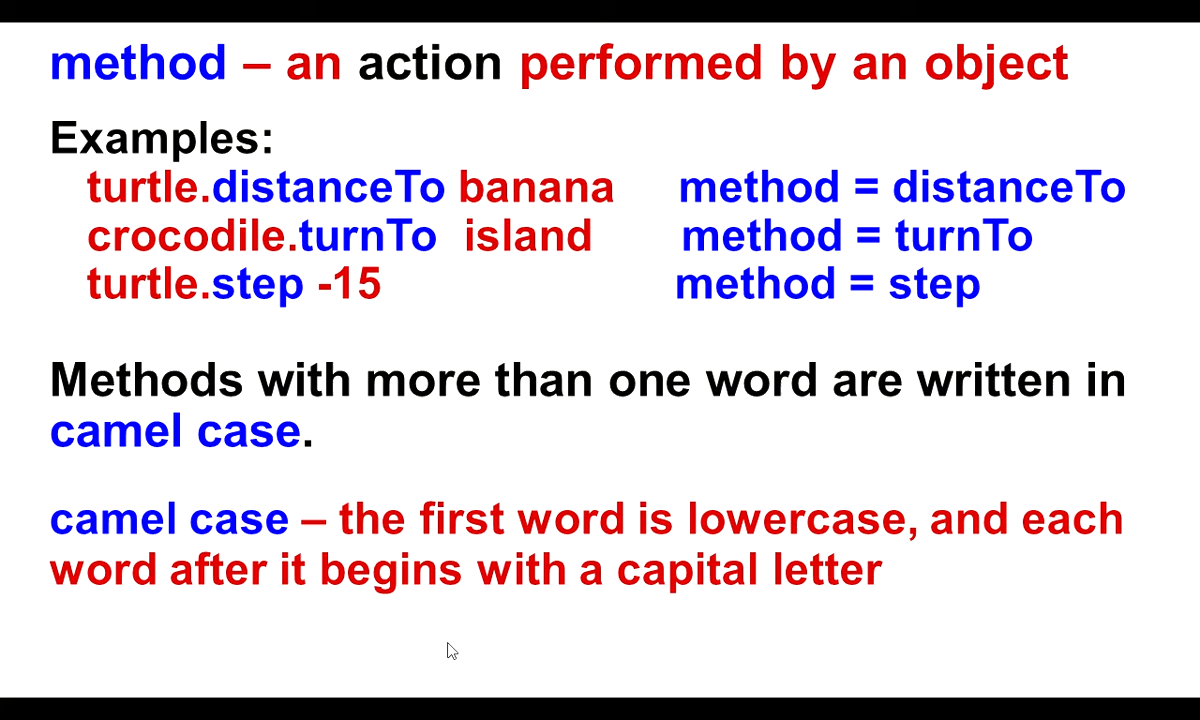 method – an action performed by an object
Examples:
turtle.distanceTo banana method = distanceTo
crocodile.turnTo island method = turnTo
turtle.step -15 method = step
Methods with more than one word are written in
camel case.
camel case – the first word is lowercase, and each
word after it begins with a capital letter